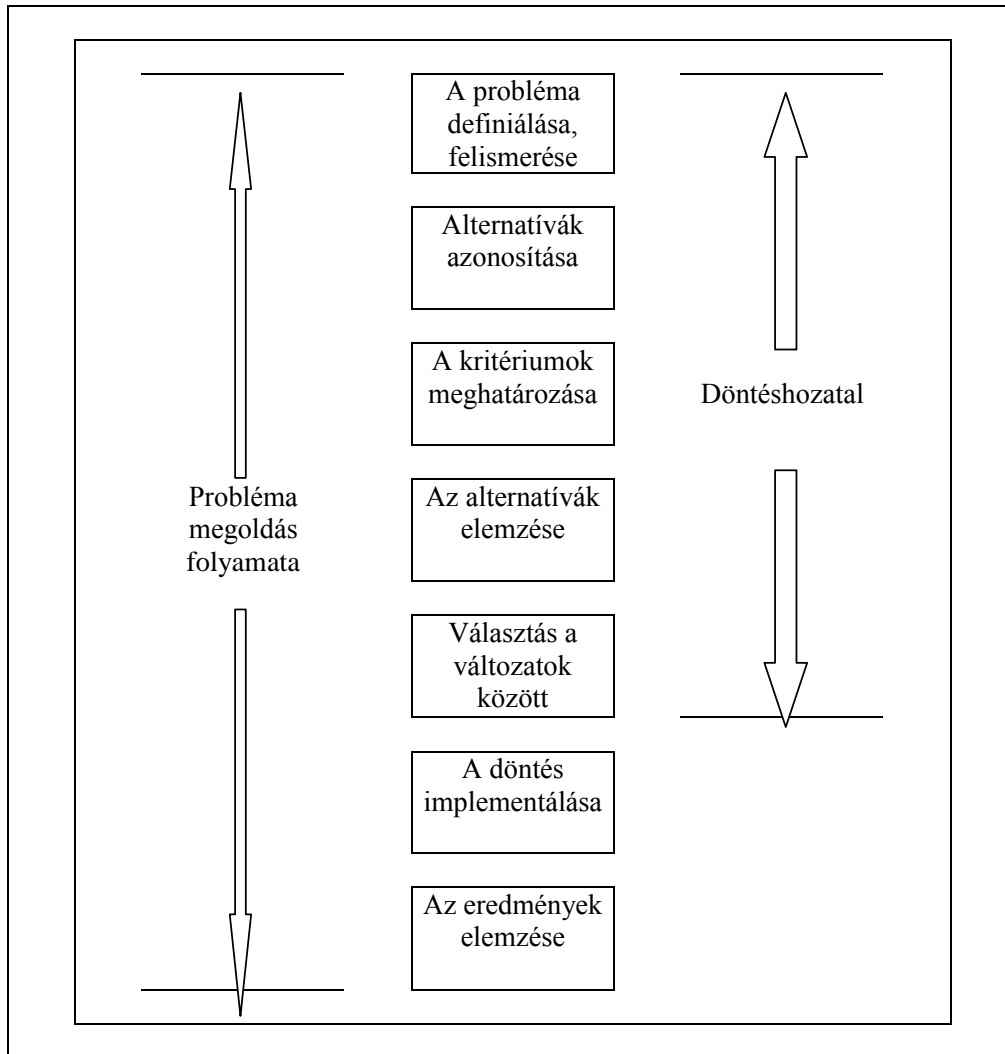 A probléma
definiálása,
felismerése
Alternatívák
azonosítása
A kritériumok
meghatározása
Döntéshozatal
Probléma
megoldás
folyamata
Az alternatívák
elemzése
Választás a
változatok
között
A döntés
implementálása
Az eredmények
elemzése